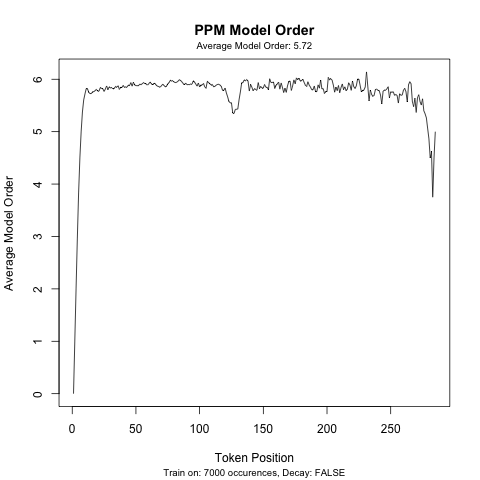 PPM Model Order
Average Model Order: 5.72
Average Model Order
6
5
4
3
2
1
0
0 50 100 150 200 250
Token Position
Train on: 7000 occurences, Decay: FALSE